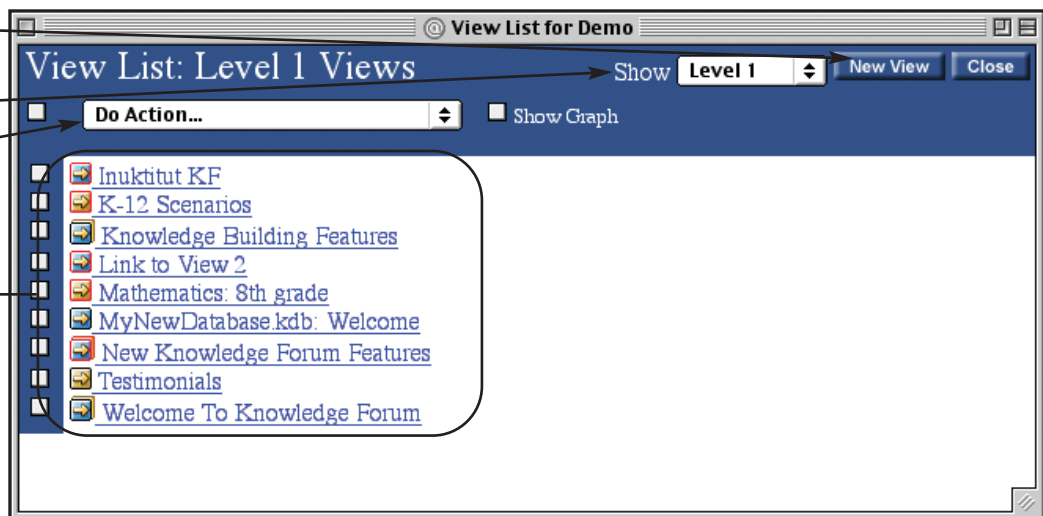 View List for Demo
View List: Level 1 Views
Show Level 1 New View Close
Do Action... Show Graph
Inuktitut KF
K-12 Scenarios
Knowledge Building Features
Link to View 2
Mathematics: 8th grade
MyNewDatabase.kdb: Welcome
New Knowledge Forum Features
Testimonials
Welcome To Knowledge Forum